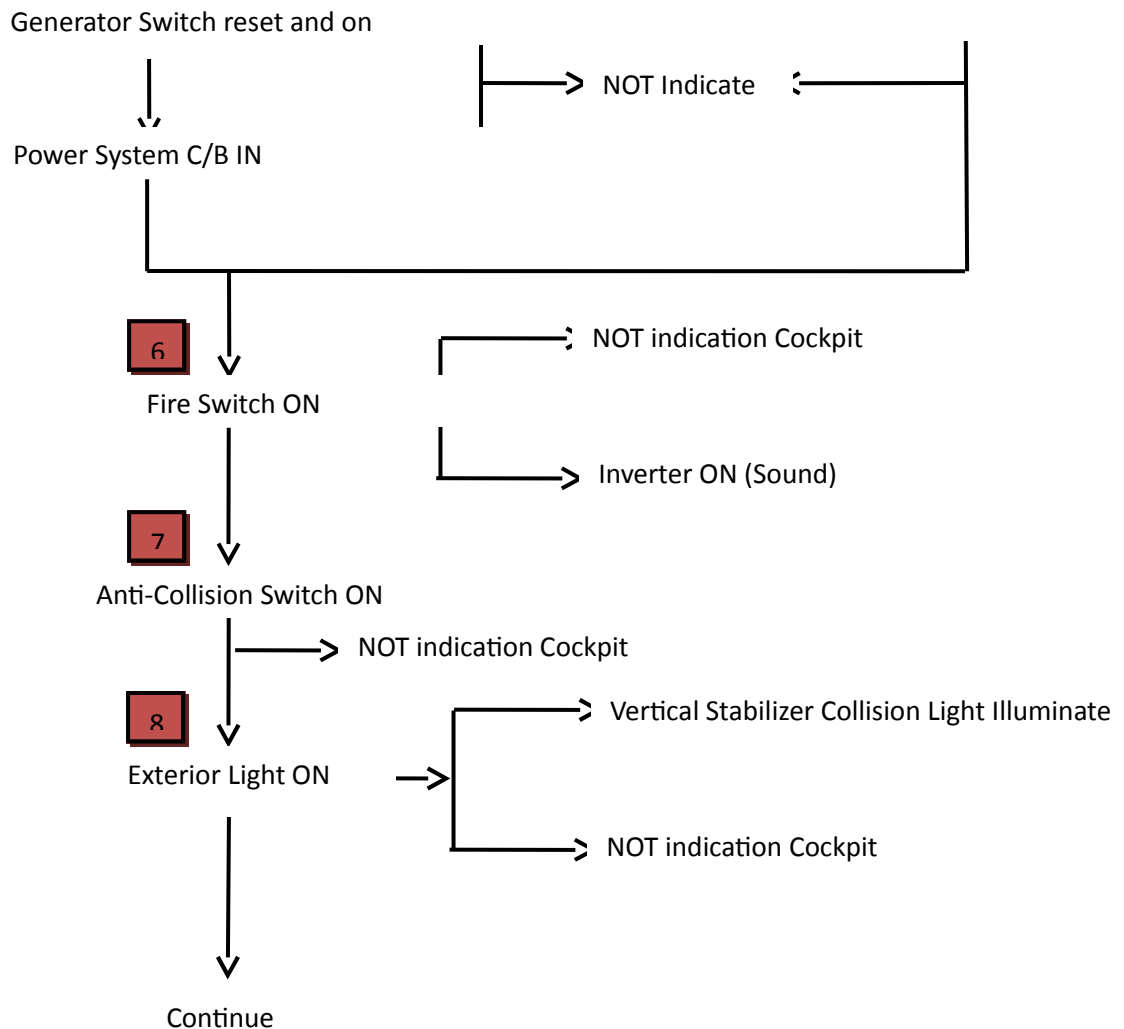 Generator Switch reset and on
NOT Indicate
Power System C/B IN
6
NOT indication Cockpit
Fire Switch ON
Inverter ON (Sound)
7
Anti-Collision Switch ON
NOT indication Cockpit
8
Vertical Stabilizer Collision Light Illuminate
Exterior Light ON
NOT indication Cockpit
Continue